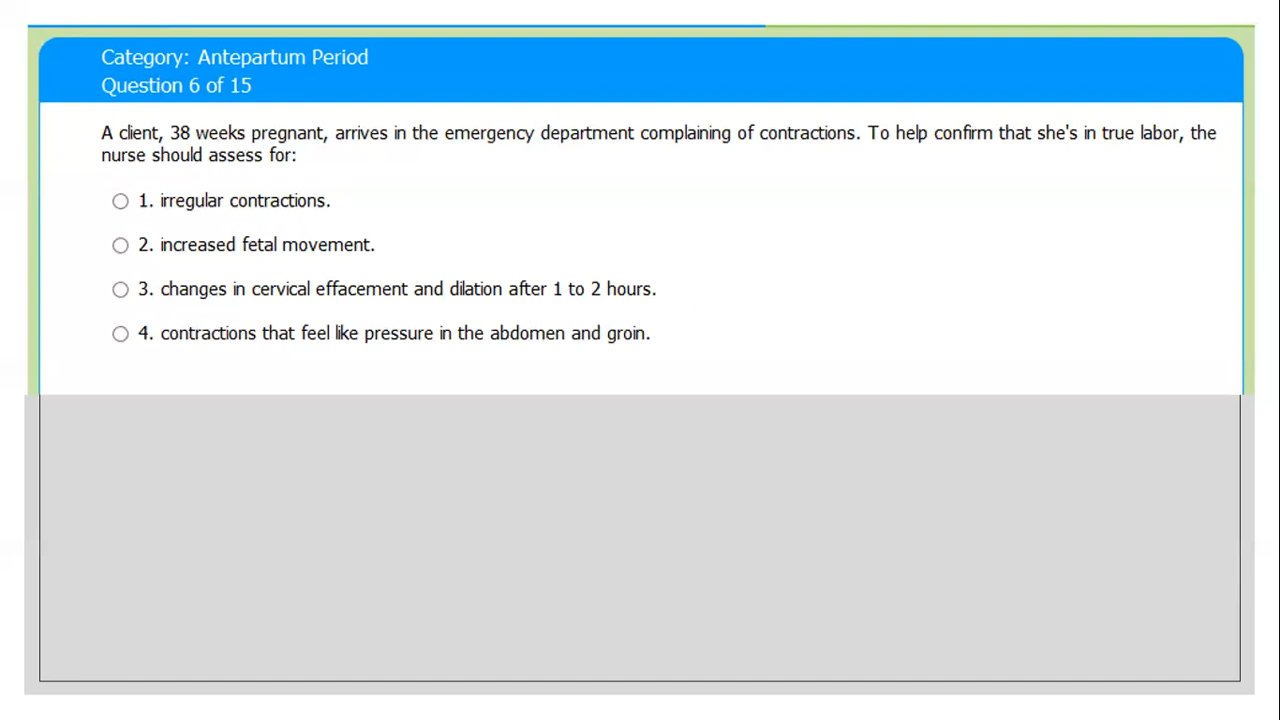 Category: Antepartum Period
Question 6 of 15
A client, 38 weeks pregnant, arrives in the emergency department complaining of contractions. To help confirm that she's in true labor, the
nurse should assess for:
1. irregular contractions.
2. increased fetal movement.
3. changes in cervical effacement and dilation after 1 to 2 hours.
4. contractions that feel like pressure in the abdomen and groin.